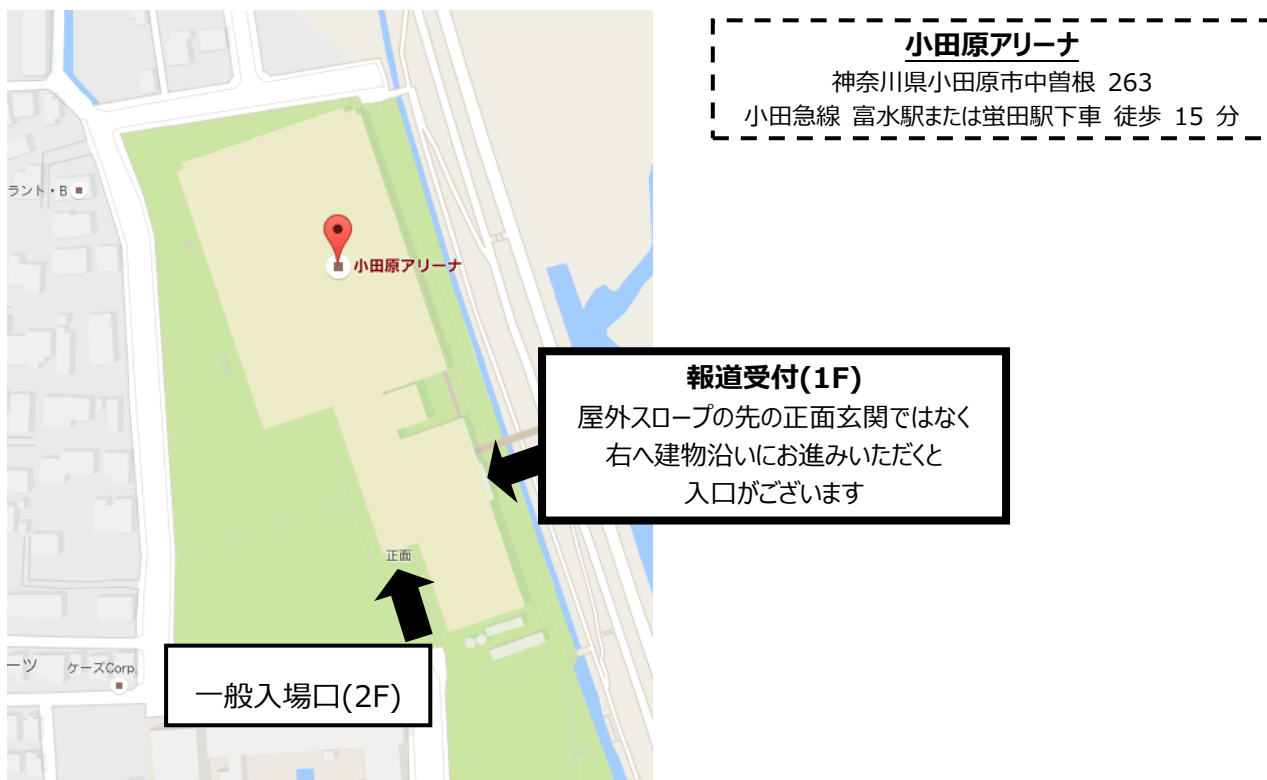 小田原アリーナ
神奈川県小田原市中曽根 263
小田急線 富水駅または蛍田駅下車 徒歩 15 分
ラント・B
小田原アリーナ
報道受付(1F)
屋外スロープの先の正面玄関ではなく
右へ建物沿いにお進みいただくと
入口がございます
正面
一般入場口(2F)
ーツ
ケーズCorp.